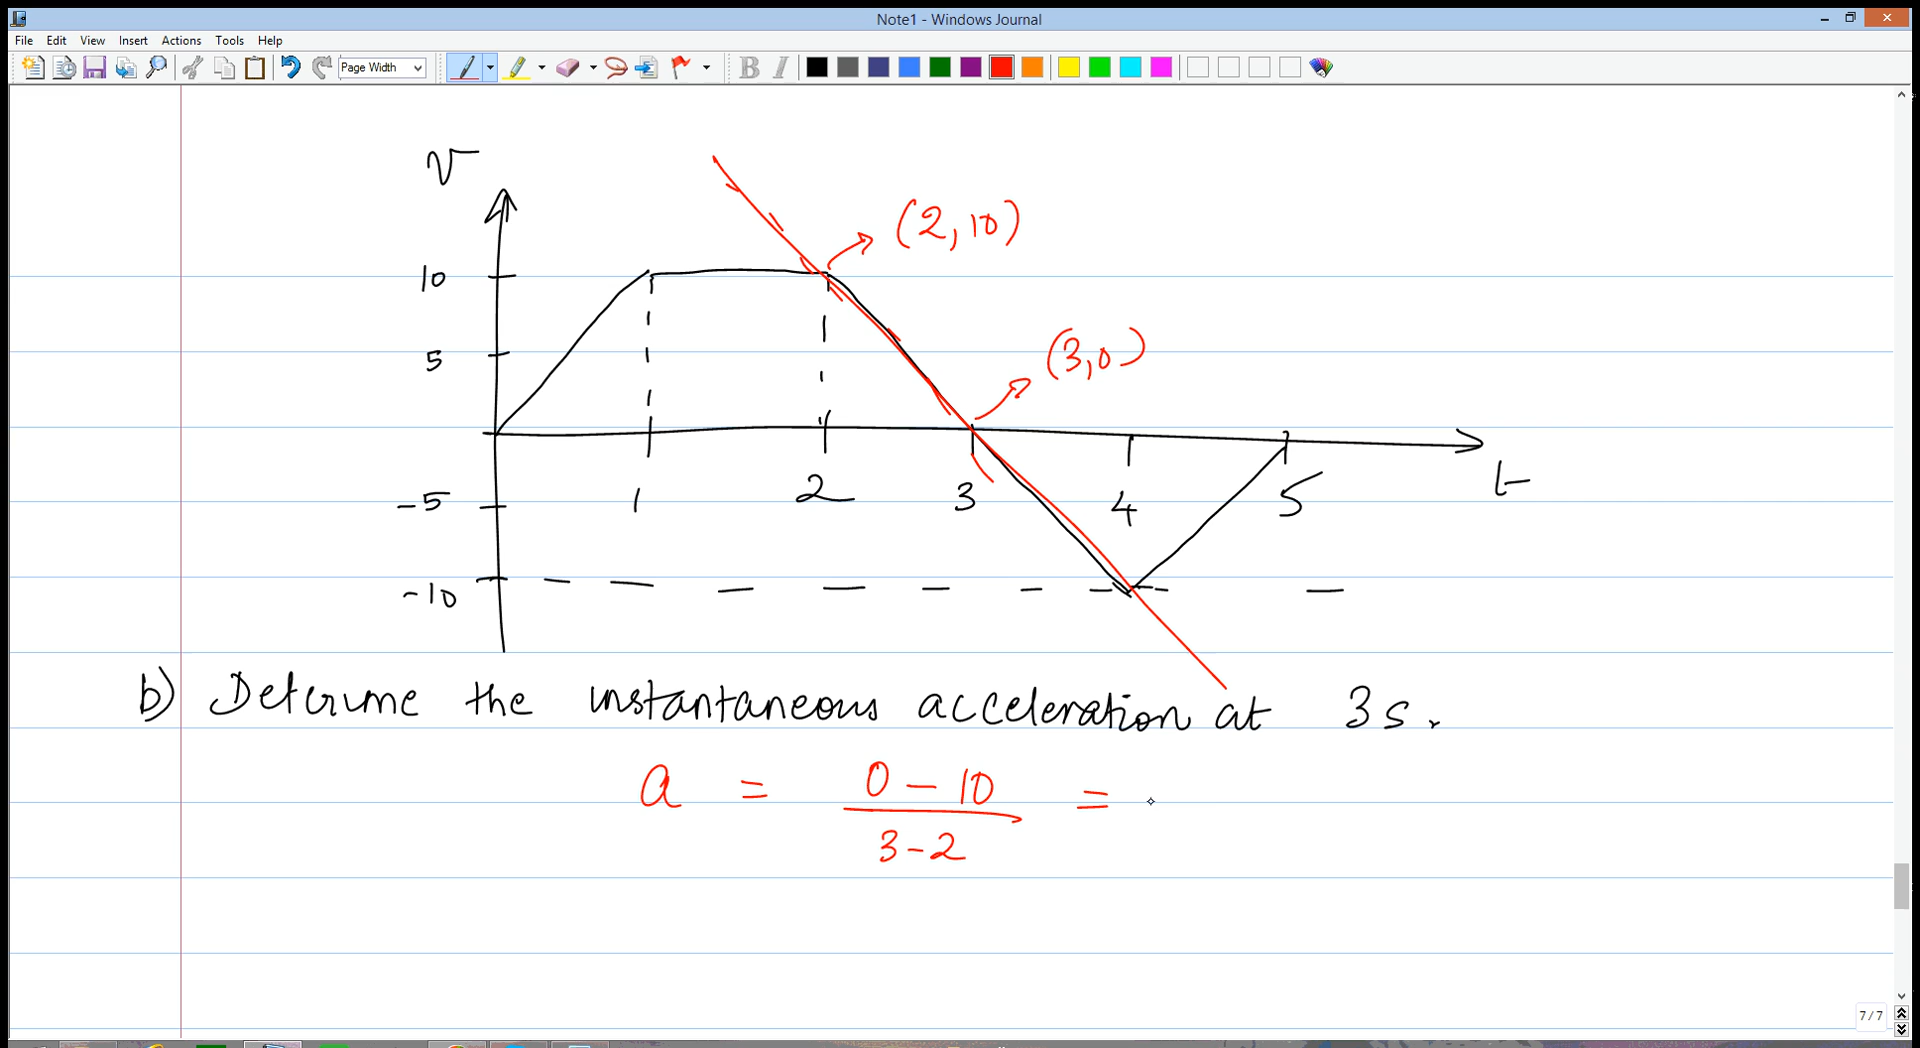 Note1 - Windows Journal
File Edit View Insert Actions Tools Help
Page Width
B I
v
(2, 10)
10
(3, 0)
5
-5
1 2 3 4 5
t
-10
b) Deterime the instantaneous acceleration at 3s.
a = 0 - 10 =
3 - 2
7 / 7